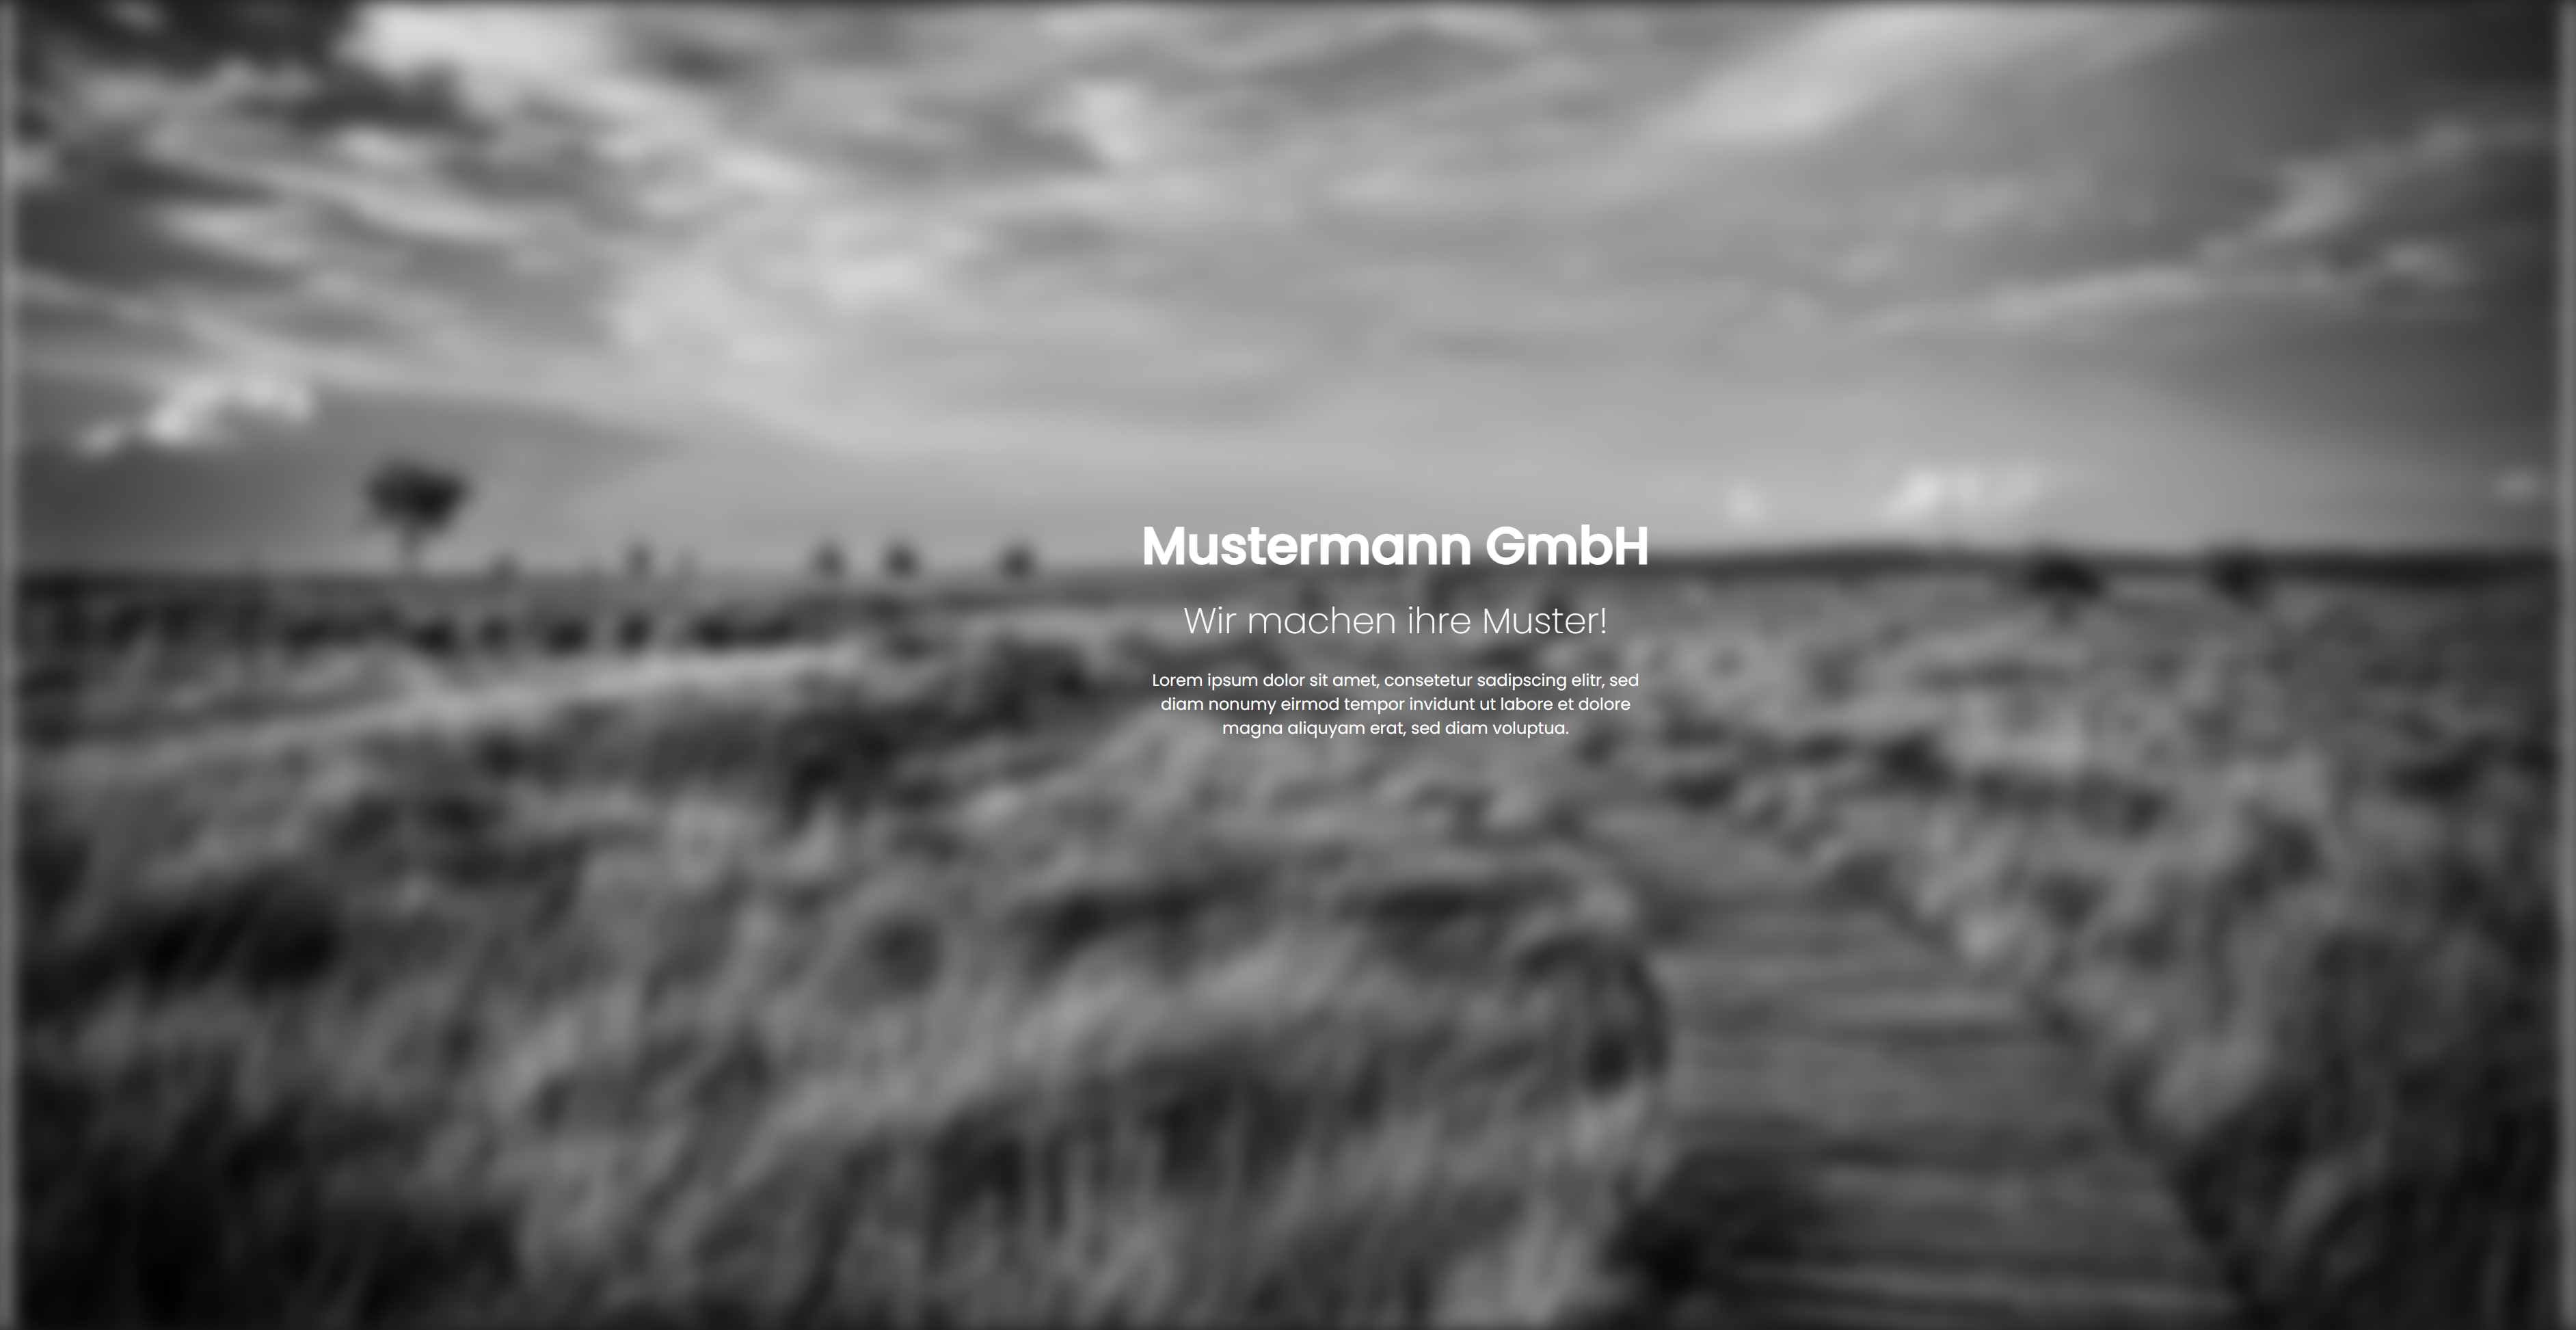 Mustermann GmbH
Wir machen ihre Muster!
Lorem ipsum dolor sit amet, consetetur sadipscing elitr, sed
diam nonumy eirmod tempor invidunt ut labore et dolore
magna aliquyam erat, sed diam voluptua.